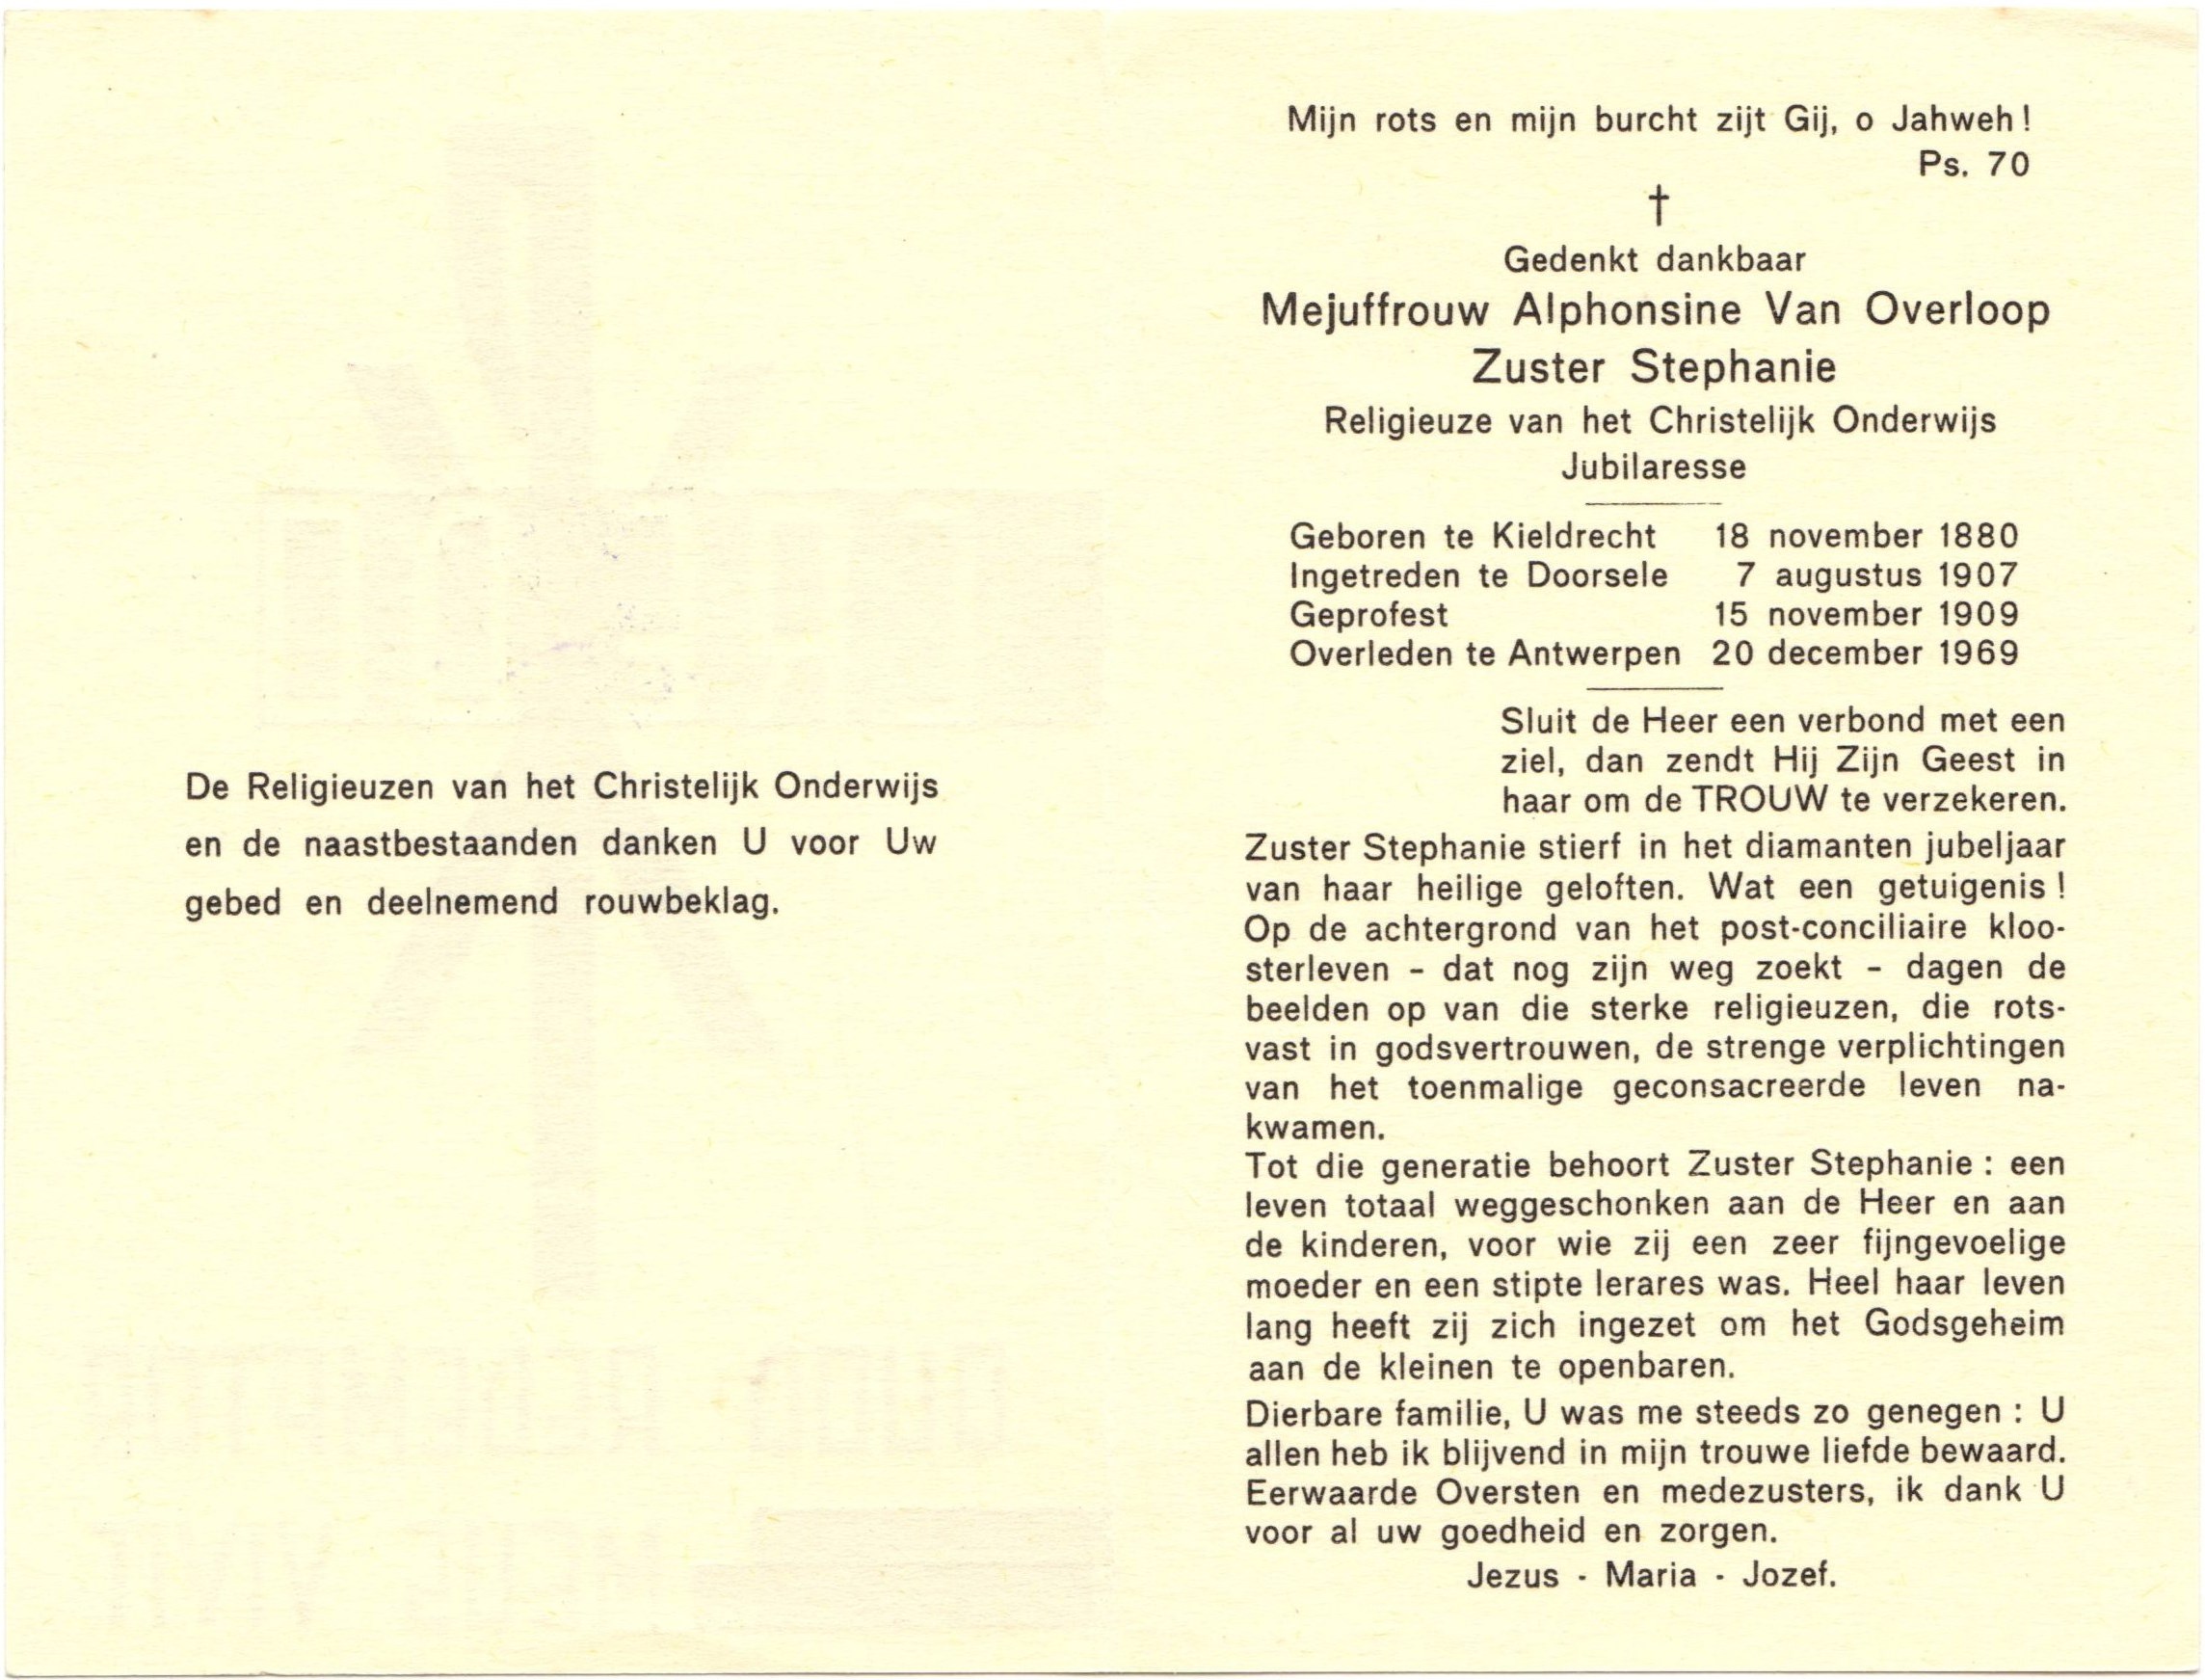 De Religieuzen van het Christelijk Onderwijs
en de naastbestaanden danken U voor Uw
gebed en deelnemend rouwbeklag.
Mijn rots en mijn burcht zijt Gij, o Jahweh !
Ps. 70
†
Gedenkt dankbaar
Mejuffrouw Alphonsine Van Overloop
Zuster Stephanie
Religieuze van het Christelijk Onderwijs
Jubilaresse
Geboren te Kieldrecht 18 november 1880
Ingetreden te Doorsele 7 augustus 1907
Geprofest 15 november 1909
Overleden te Antwerpen 20 december 1969
Sluit de Heer een verbond met een
ziel, dan zendt Hij Zijn Geest in
haar om de TROUW te verzekeren.
Zuster Stephanie stierf in het diamanten jubeljaar
van haar heilige geloften. Wat een getuigenis !
Op de achtergrond van het post-conciliaire kloo-
sterleven - dat nog zijn weg zoekt - dagen de
beelden op van die sterke religieuzen, die rots-
vast in godsvertrouwen, de strenge verplichtingen
van het toenmalige geconsacreerde leven na-
kwamen.
Tot die generatie behoort Zuster Stephanie : een
leven totaal weggeschonken aan de Heer en aan
de kinderen, voor wie zij een zeer fijngevoelige
moeder en een stipte lerares was. Heel haar leven
lang heeft zij zich ingezet om het Godsgeheim
aan de kleinen te openbaren.
Dierbare familie, U was me steeds zo genegen : U
allen heb ik blijvend in mijn trouwe liefde bewaard.
Eerwaarde Oversten en medezusters, ik dank U
voor al uw goedheid en zorgen.
Jezus - Maria - Jozef.